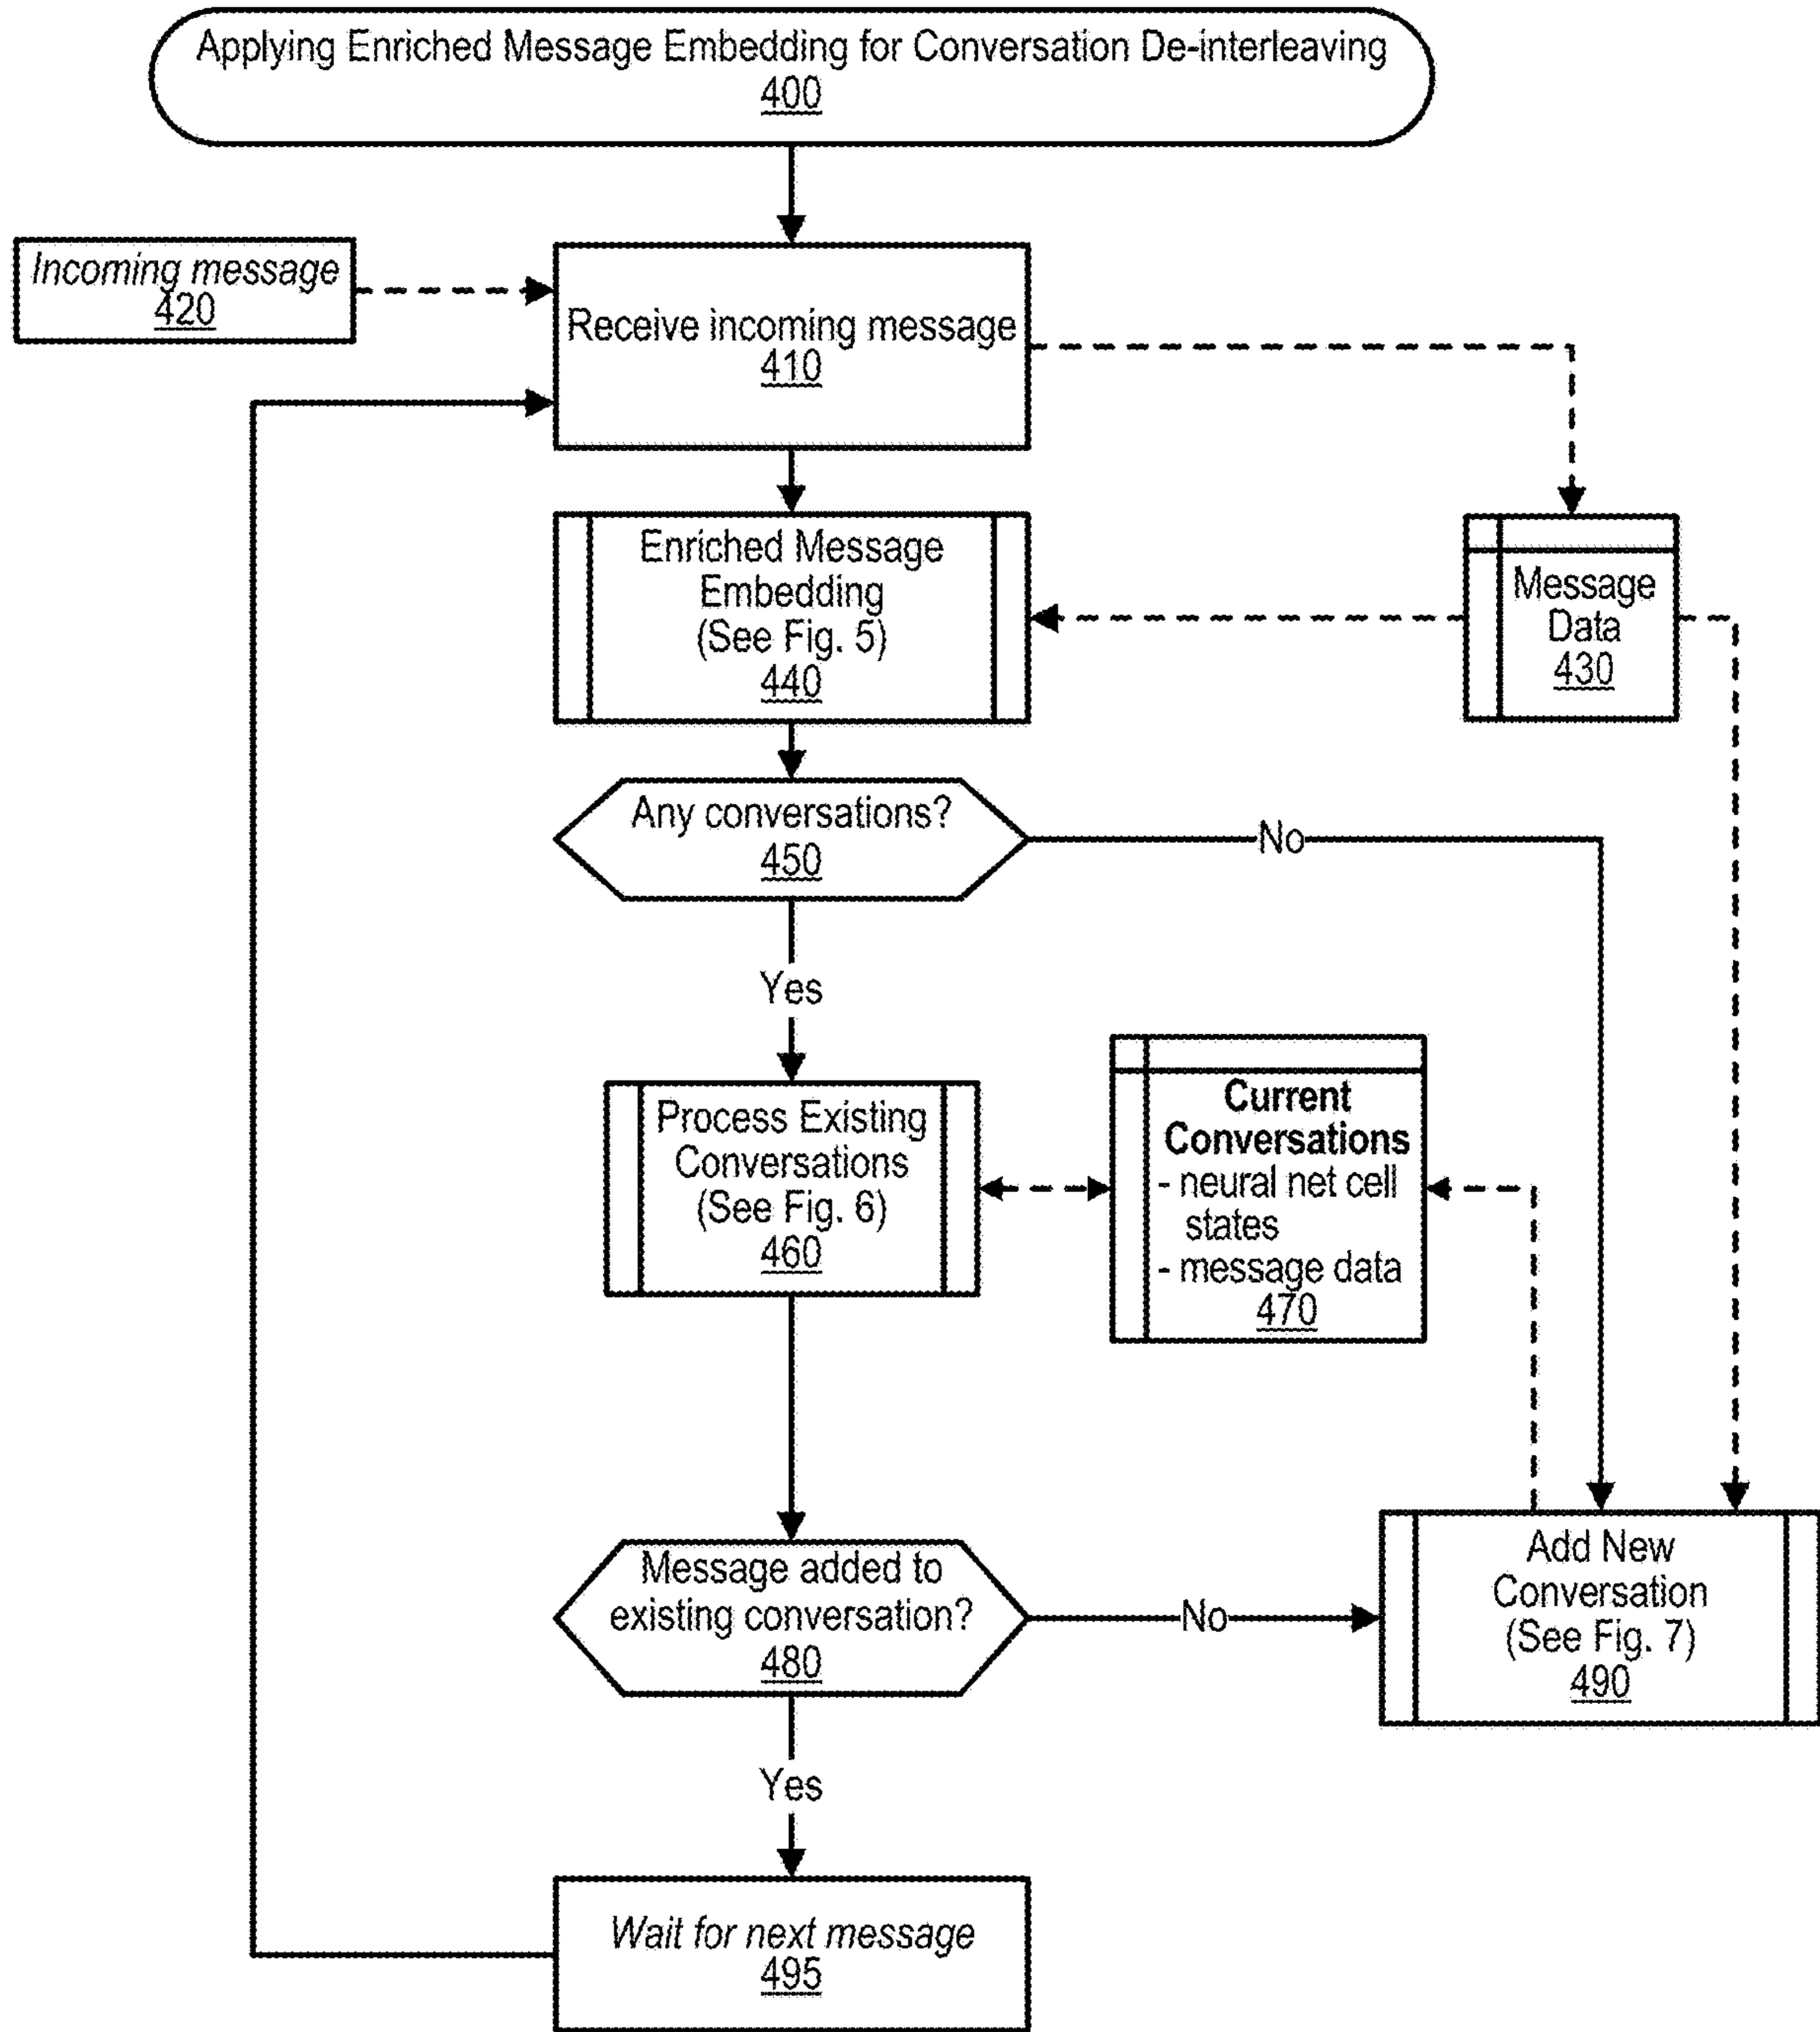 Applying Enriched Message Embedding for Conversation De-interleaving
400
Incoming message
420
Receive incoming message
410
Enriched Message
Embedding
(See Fig. 5)
440
Message
Data
430
Any conversations?
450
No
Yes
Process Existing
Conversations
(See Fig. 6)
460
Current
Conversations
- neural net cell
states
- message data
470
Message added to
existing conversation?
480
No
Add New
Conversation
(See Fig. 7)
490
Yes
Wait for next message
495